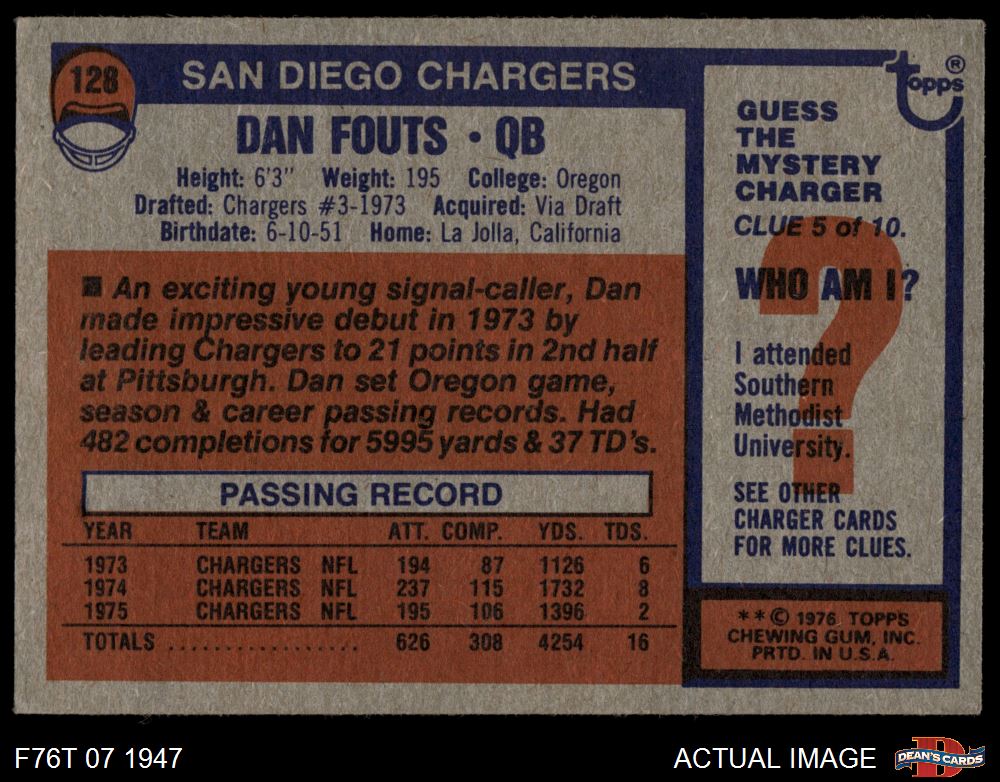 128
SAN DIEGO CHARGERS
DAN FOUTS • QB
Height: 6'3" Weight: 195 College: Oregon
Drafted: Chargers #3-1973 Acquired: Via Draft
Birthdate: 6-10-51 Home: La Jolla, California
■ An exciting young signal-caller, Dan
made impressive debut in 1973 by
leading Chargers to 21 points in 2nd half
at Pittsburgh. Dan set Oregon game,
season & career passing records. Had
482 completions for 5995 yards & 37 TD's.
PASSING RECORD
YEAR TEAM ATT. COMP. YDS. TDS.
1973 CHARGERS NFL 194 87 1126 6
1974 CHARGERS NFL 237 115 1732 8
1975 CHARGERS NFL 195 106 1396 2
TOTALS .................. 626 308 4254 16
topps ®
GUESS
THE
MYSTERY
CHARGER
CLUE 5 of 10.
WHO AM I?
?
I attended
Southern
Methodist
University.
SEE OTHER
CHARGER CARDS
FOR MORE CLUES.
**© 1976 TOPPS
CHEWING GUM, INC.
PRTD. IN U.S.A.
F76T 07 1947
ACTUAL IMAGE
D
DEAN'S CARDS